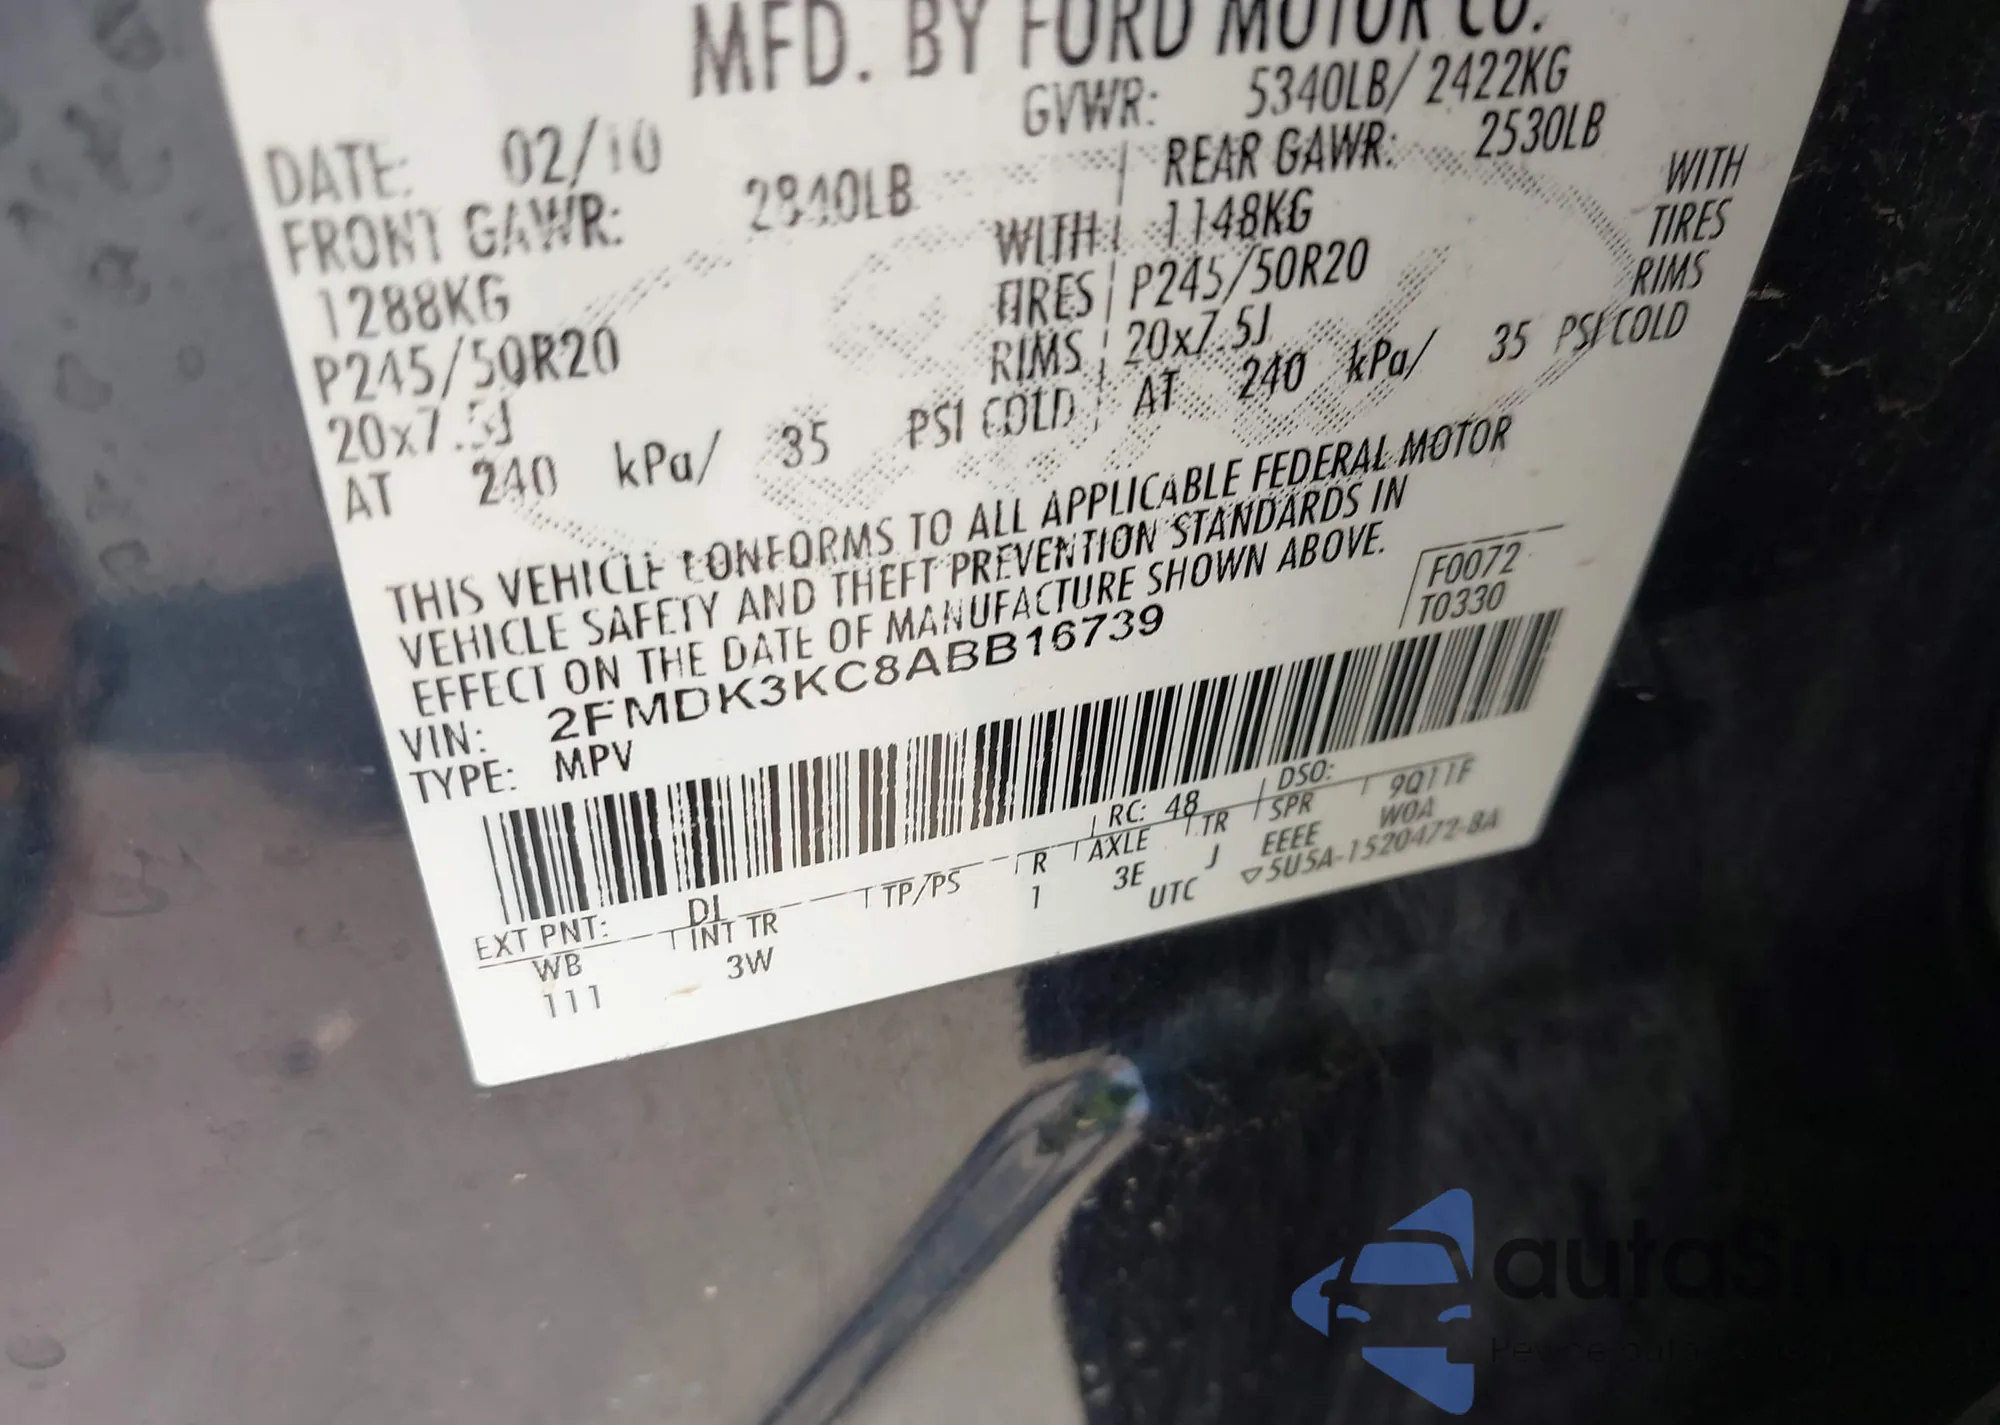 MFD. BY FORD MOTOR CO.
DATE: 02/10 GVWR: 5340LB/ 2422KG
FRONT GAWR: 2840LB REAR GAWR: 2530LB
1288KG WITH 1148KG WITH
P245/50R20 TIRES P245/50R20 TIRES
20x7.5J RIMS 20x7.5J RIMS
AT 240 kPa/ 35 PSI COLD AT 240 kPa/ 35 PSI COLD
THIS VEHICLE CONFORMS TO ALL APPLICABLE FEDERAL MOTOR
VEHICLE SAFETY AND THEFT PREVENTION STANDARDS IN
EFFECT ON THE DATE OF MANUFACTURE SHOWN ABOVE.
F0072
T0330
VIN: 2FMDK3KC8ABB16739
TYPE: MPV
EXT PNT: D1 RC: 48 DSO:
WB INT TR TP/PS R AXLE TR SPR 9Q11F
111 3W 1 3E J EEEE W0A
UTC ▽5U5A-1520472-BA